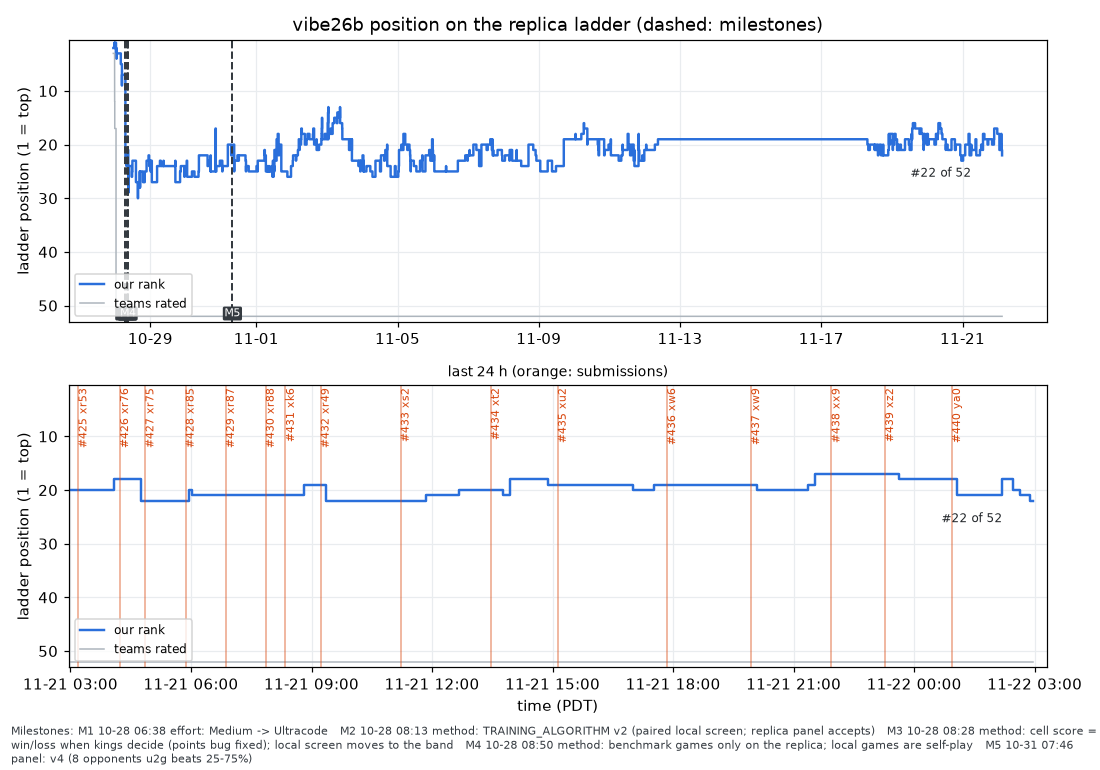 vibe26b position on the replica ladder (dashed: milestones)
ladder position (1 = top)
10
20
30
40
50
#22 of 52
our rank
teams rated
M4
M5
10-29
11-01
11-05
11-09
11-13
11-17
11-21
last 24 h (orange: submissions)
ladder position (1 = top)
10
20
30
40
50
#425 xr53
#426 xr76
#427 xr75
#428 xr85
#429 xr87
#430 xr88
#431 xk6
#432 xr49
#433 xs2
#434 xt2
#435 xu2
#436 xw6
#437 xw9
#438 xx9
#439 xz2
#440 ya0
#22 of 52
our rank
teams rated
11-21 03:00
11-21 06:00
11-21 09:00
11-21 12:00
11-21 15:00
11-21 18:00
11-21 21:00
11-22 00:00
11-22 03:00
time (PDT)
Milestones: M1 10-28 06:38 effort: Medium -> Ultracode M2 10-28 08:13 method: TRAINING_ALGORITHM v2 (paired local screen; replica panel accepts) M3 10-28 08:28 method: cell score =
win/loss when kings decide (points bug fixed); local screen moves to the band M4 10-28 08:50 method: benchmark games only on the replica; local games are self-play M5 10-31 07:46
panel: v4 (8 opponents u2g beats 25-75%)